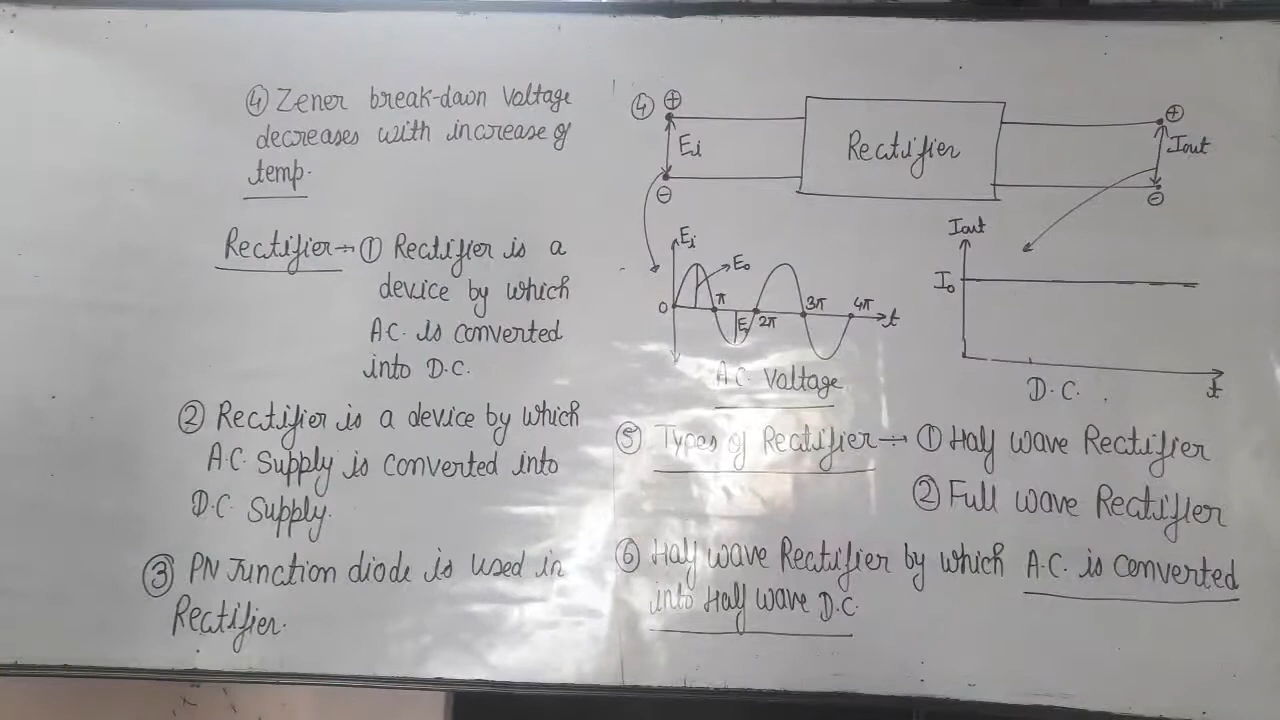 ④ Zener break-daon Voltage
decreases with increase of
temp.
Rectifier → ① Rectifier is a
device by which
A.C. is converted
into D.C.
② Rectifier is a device by which
A.C. Supply is converted into
D.C. Supply.
③ PN Junction diode is used in
Rectifier.
④ ⊕ Rectifier ⊕
Ei Iout
⊖ ⊖
Ei Iout
E₀ I₀
0 π E 2π 3π 4π t
A.C. Voltage D.C. t
⑤ Types of Rectifier → ① Half wave Rectifier
② Full wave Rectifier
⑥ Half wave Rectifier by which A.C. is converted
into Half wave D.C.